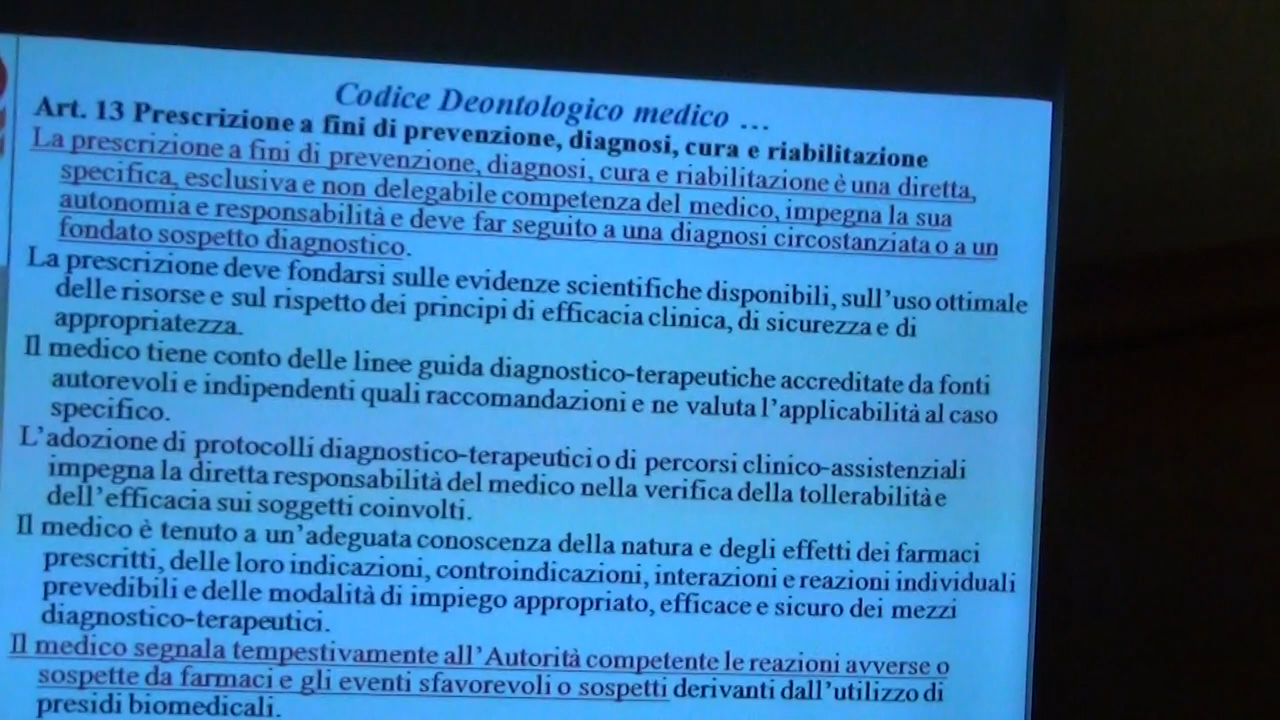 Codice Deontologico medico ...
Art. 13 Prescrizione a fini di prevenzione, diagnosi, cura e riabilitazione
La prescrizione a fini di prevenzione, diagnosi, cura e riabilitazione è una diretta,
specifica, esclusiva e non delegabile competenza del medico, impegna la sua
autonomia e responsabilità e deve far seguito a una diagnosi circostanziata o a un
fondato sospetto diagnostico.
La prescrizione deve fondarsi sulle evidenze scientifiche disponibili, sull'uso ottimale
delle risorse e sul rispetto dei principi di efficacia clinica, di sicurezza e di
appropriatezza.
Il medico tiene conto delle linee guida diagnostico-terapeutiche accreditate da fonti
autorevoli e indipendenti quali raccomandazioni e ne valuta l'applicabilità al caso
specifico.
L'adozione di protocolli diagnostico-terapeutici o di percorsi clinico-assistenziali
impegna la diretta responsabilità del medico nella verifica della tollerabilità e
dell'efficacia sui soggetti coinvolti.
Il medico è tenuto a un'adeguata conoscenza della natura e degli effetti dei farmaci
prescritti, delle loro indicazioni, controindicazioni, interazioni e reazioni individuali
prevedibili e delle modalità di impiego appropriato, efficace e sicuro dei mezzi
diagnostico-terapeutici.
Il medico segnala tempestivamente all'Autorità competente le reazioni avverse o
sospette da farmaci e gli eventi sfavorevoli o sospetti derivanti dall'utilizzo di
presidi biomedicali.